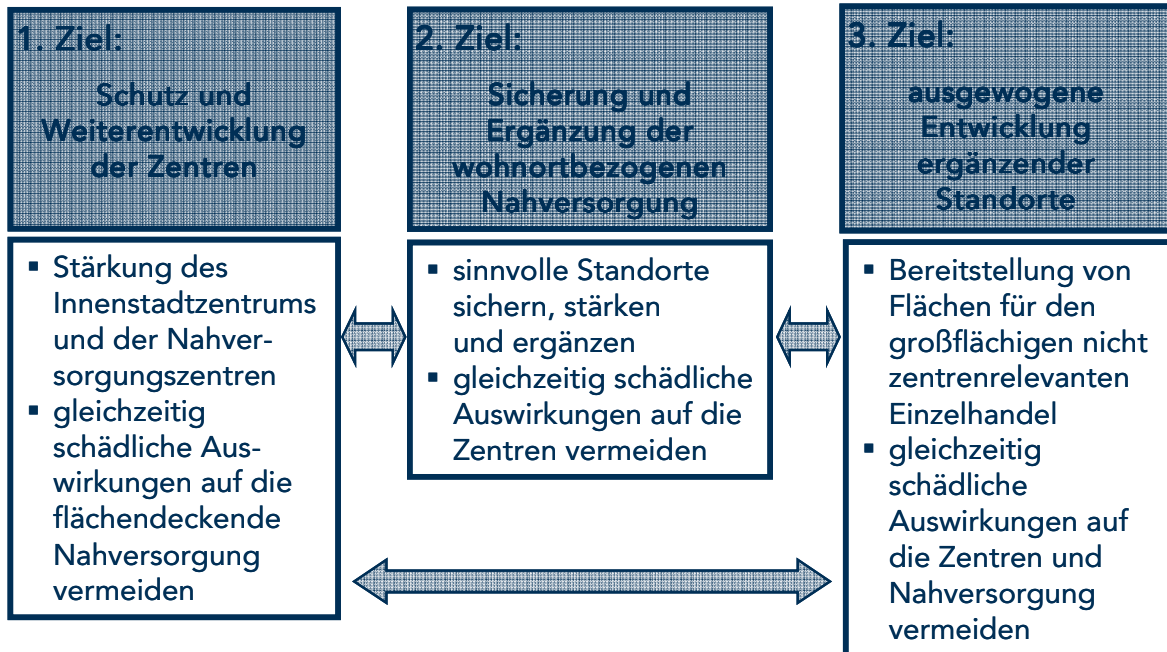 1. Ziel:
Schutz und
Weiterentwicklung
der Zentren
▪ Stärkung des
Innenstadtzentrums
und der Nahver-
sorgungszentren
▪ gleichzeitig
schädliche Aus-
wirkungen auf die
flächendeckende
Nahversorgung
vermeiden
2. Ziel:
Sicherung und
Ergänzung der
wohnortbezogenen
Nahversorgung
▪ sinnvolle Standorte
sichern, stärken
und ergänzen
▪ gleichzeitig schädliche
Auswirkungen auf die
Zentren vermeiden
3. Ziel:
ausgewogene
Entwicklung
ergänzender
Standorte
▪ Bereitstellung von
Flächen für den
großflächigen nicht
zentrenrelevanten
Einzelhandel
▪ gleichzeitig
schädliche
Auswirkungen auf
die Zentren und
Nahversorgung
vermeiden